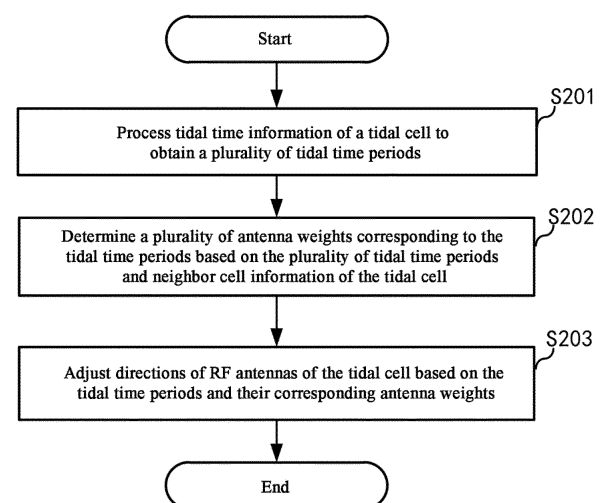 Start
S201
Process tidal time information of a tidal cell to
obtain a plurality of tidal time periods
S202
Determine a plurality of antenna weights corresponding to the
tidal time periods based on the plurality of tidal time periods
and neighbor cell information of the tidal cell
S203
Adjust directions of RF antennas of the tidal cell based on the
tidal time periods and their corresponding antenna weights
End